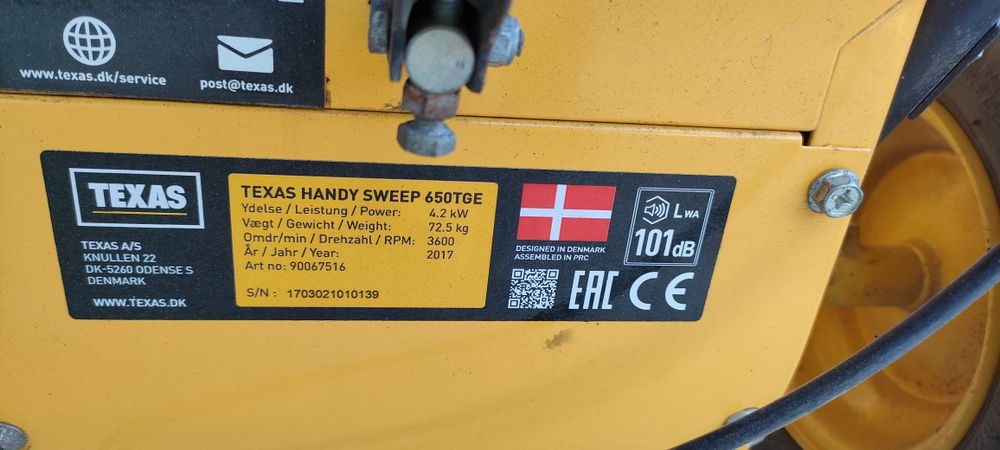 www.texas.dk/service
post@texas.dk
TEXAS
TEXAS A/S
KNULLEN 22
DK-5260 ODENSE S
DENMARK
WWW.TEXAS.DK
TEXAS HANDY SWEEP 650TGE
Ydelse / Leistung / Power: 4.2 kW
Vægt / Gewicht / Weight: 72.5 kg
Omdr/min / Drehzahl / RPM: 3600
År / Jahr / Year: 2017
Art no: 90067516
S/N : 1703021010139
DESIGNED IN DENMARK
ASSEMBLED IN PRC
EAC CE
LWA
101dB